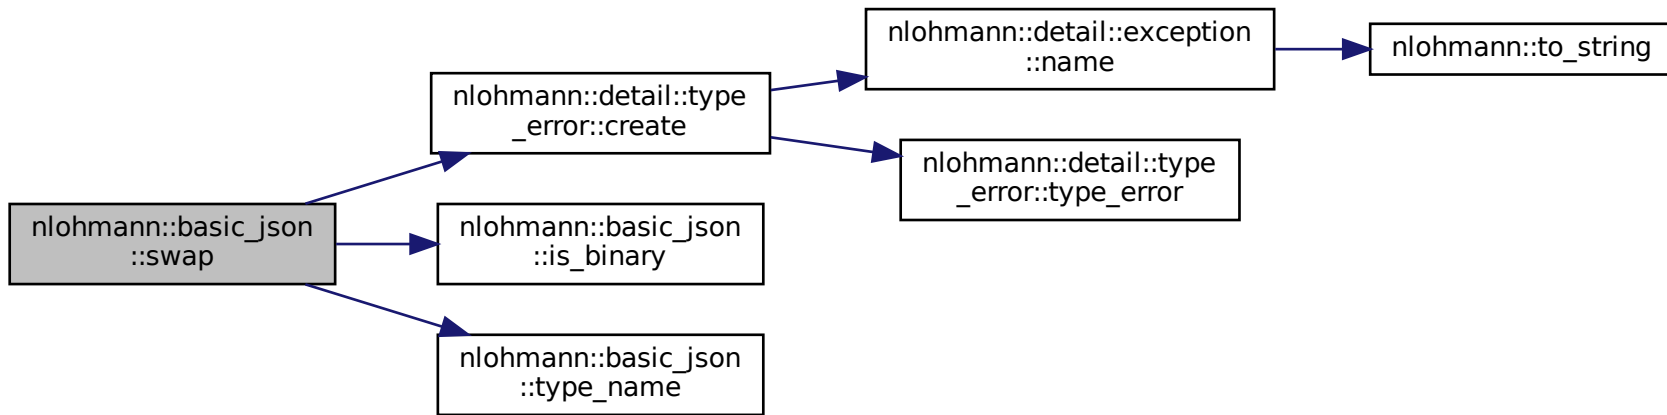 nlohmann::basic_json
::swap
nlohmann::detail::type
_error::create
nlohmann::basic_json
::is_binary
nlohmann::basic_json
::type_name
nlohmann::detail::exception
::name
nlohmann::detail::type
_error::type_error
nlohmann::to_string